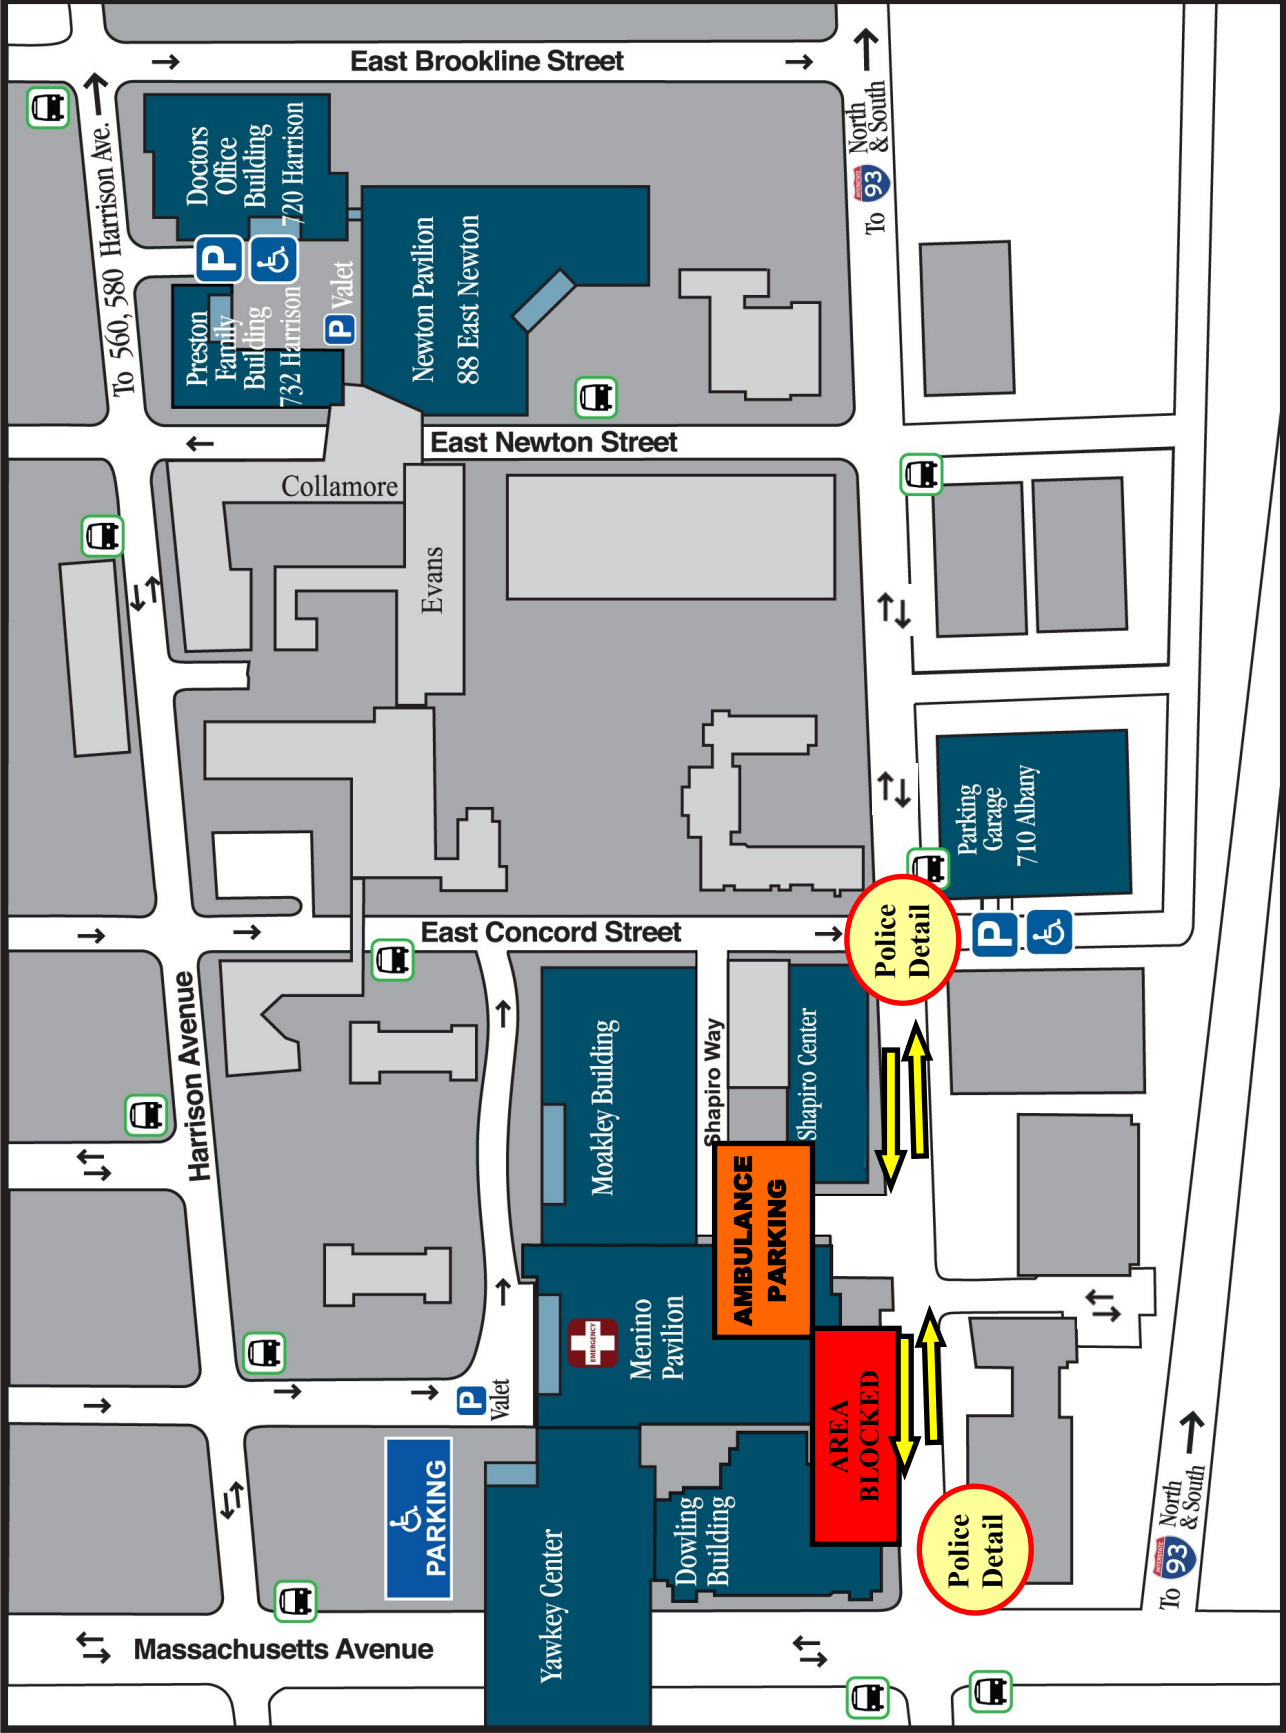 East Brookline Street
To 560, 580 Harrison Ave.
Doctors
Office
Building
720 Harrison
P
Preston
Family
Building
732 Harrison
P Valet
Newton Pavilion
88 East Newton
To INTERSTATE 93 North
& South
East Newton Street
Collamore
Evans
Parking
Garage
710 Albany
East Concord Street
Police
Detail
P
Harrison Avenue
Moakley Building
Shapiro Way
Shapiro Center
AMBULANCE
PARKING
Menino
Pavilion
EMERGENCY
P Valet
AREA
BLOCKED
PARKING
Yawkey Center
Dowling
Building
Police
Detail
To INTERSTATE 93 North
& South
Massachusetts Avenue